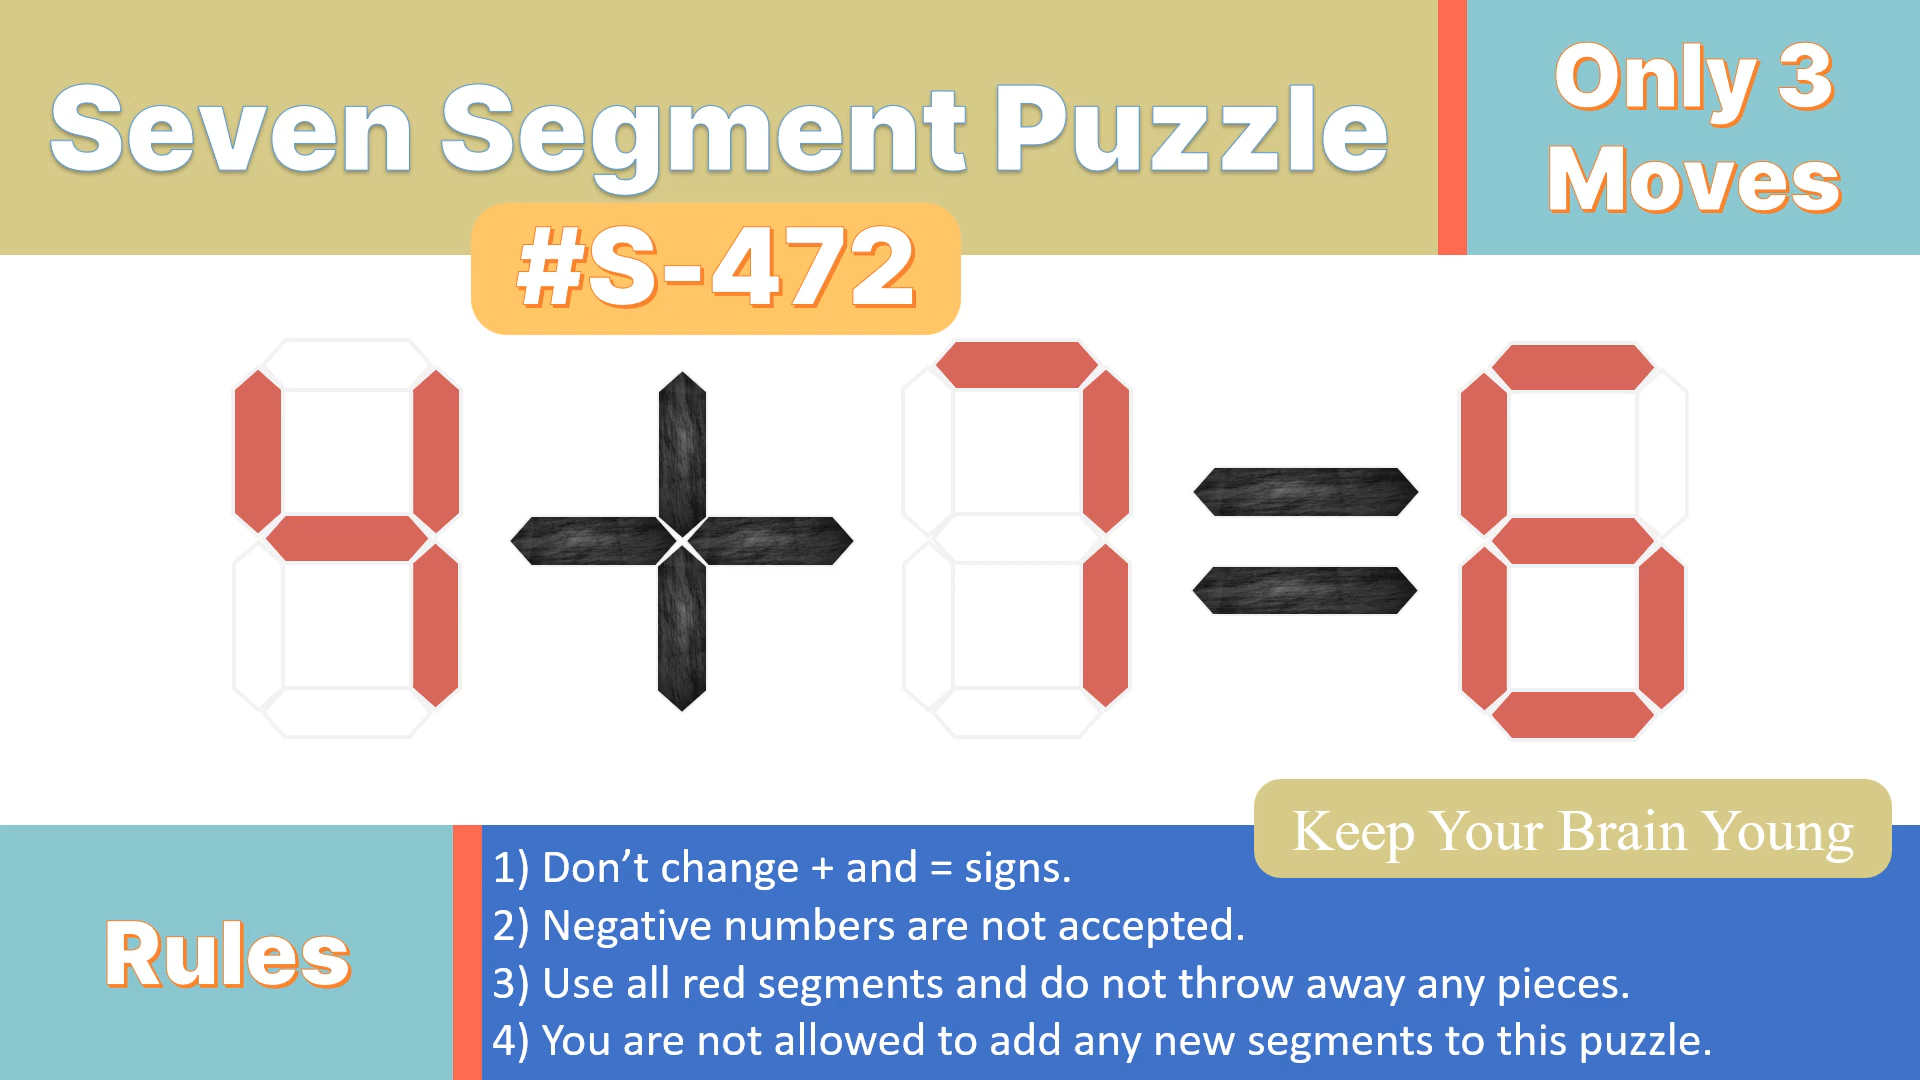 Seven Segment Puzzle
Only 3
Moves
#S-472
4 + 7 = 6
Keep Your Brain Young
Rules
1) Don’t change + and = signs.
2) Negative numbers are not accepted.
3) Use all red segments and do not throw away any pieces.
4) You are not allowed to add any new segments to this puzzle.